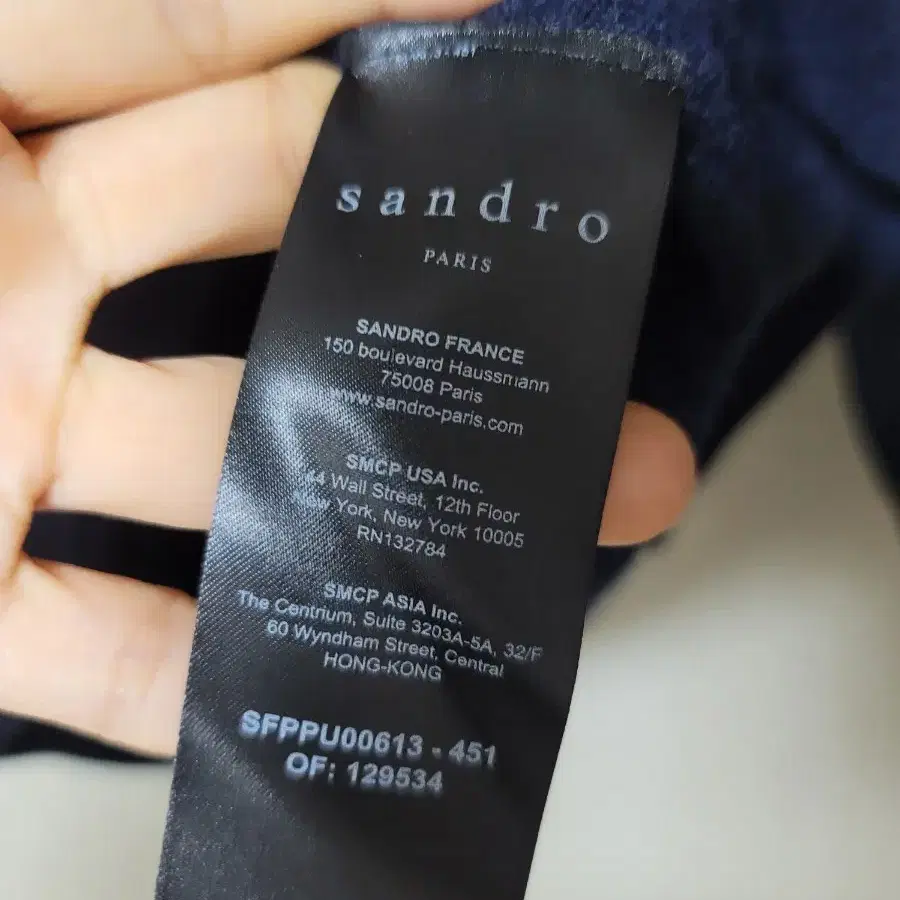 sandro
PARIS
SANDRO FRANCE
150 boulevard Haussmann
75008 Paris
www.sandro-paris.com
SMCP USA Inc.
44 Wall Street, 12th Floor
New York, New York 10005
RN132784
SMCP ASIA Inc.
The Centrium, Suite 3203A-5A, 32/F
60 Wyndham Street, Central
HONG-KONG
SFPPU00613 - 451
OF: 129534